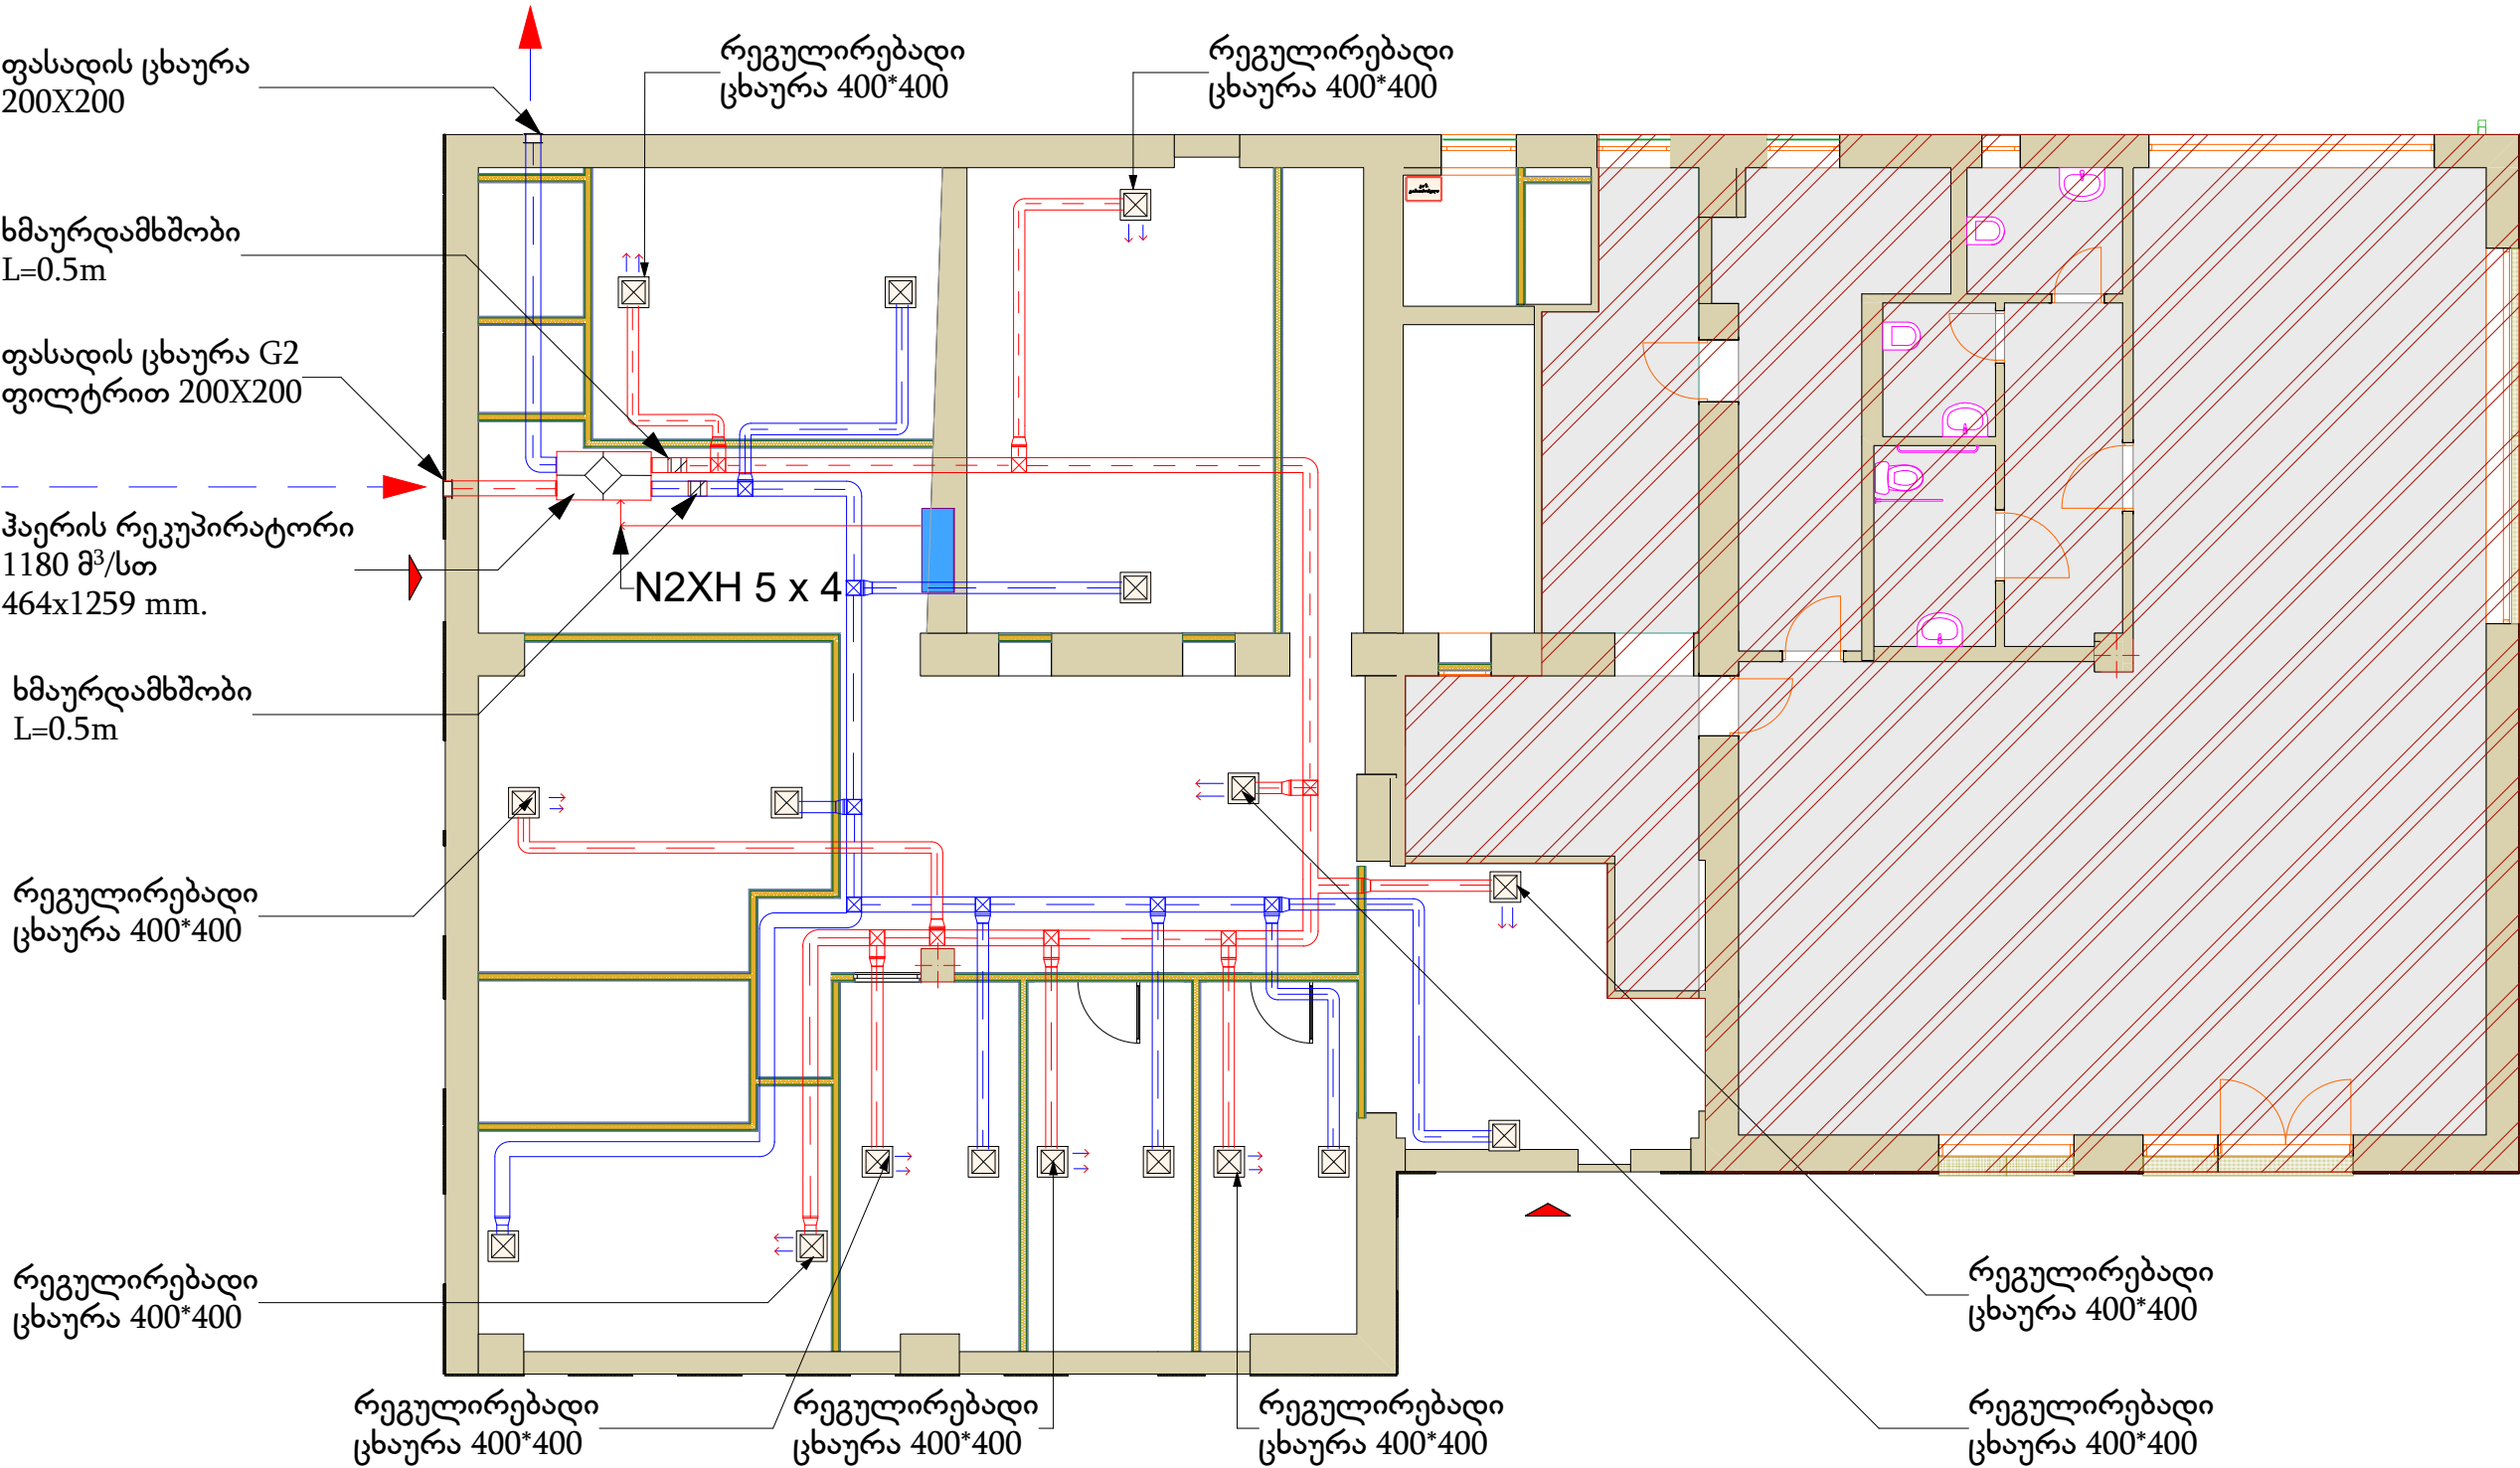 ფასადის ცხაურა
200X200
რეგულირებადი
ცხაურა 400*400
რეგულირებადი
ცხაურა 400*400
ხმაურდამხშობი
L=0.5m
ფასადის ცხაურა G2
ფილტრით 200X200
ჰაერის რეკუპირატორი
1180 მ³/სთ
464x1259 mm.
N2XH 5 x 4
ხმაურდამხშობი
L=0.5m
რეგულირებადი
ცხაურა 400*400
რეგულირებადი
ცხაურა 400*400
რეგულირებადი
ცხაურა 400*400
რეგულირებადი
ცხაურა 400*400
რეგულირებადი
ცხაურა 400*400
რეგულირებადი
ცხაურა 400*400
რეგულირებადი
ცხაურა 400*400